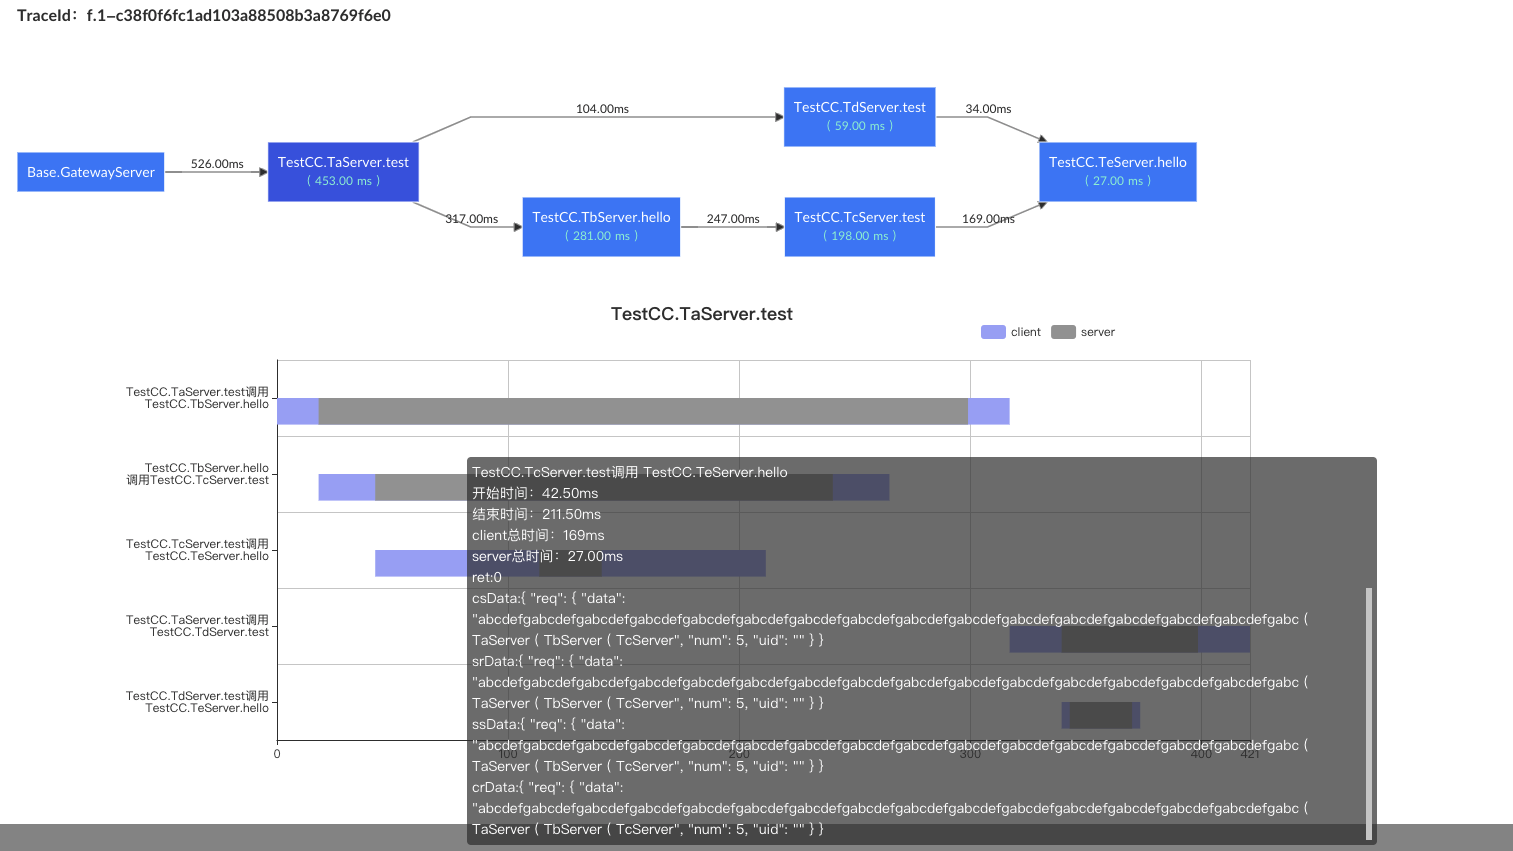 TraceId: f.1–c38f0f6fc1ad103a88508b3a8769f6e0
104.00ms
TestCC.TdServer.test
( 59.00 ms )
34.00ms
Base.GatewayServer
526.00ms
TestCC.TaServer.test
( 453.00 ms )
TestCC.TeServer.hello
( 27.00 ms )
317.00ms
TestCC.TbServer.hello
( 281.00 ms )
247.00ms
TestCC.TcServer.test
( 198.00 ms )
169.00ms
TestCC.TaServer.test
client
server
TestCC.TaServer.test调用
TestCC.TbServer.hello
TestCC.TbServer.hello
调用TestCC.TcServer.test
TestCC.TcServer.test调用
TestCC.TeServer.hello
TestCC.TaServer.test调用
TestCC.TdServer.test
TestCC.TdServer.test调用
TestCC.TeServer.hello
0
100
200
300
400
421
TestCC.TcServer.test调用 TestCC.TeServer.hello
开始时间：42.50ms
结束时间：211.50ms
client总时间：169ms
server总时间：27.00ms
ret:0
csData:{ "req": { "data":
"abcdefgabcdefgabcdefgabcdefgabcdefgabcdefgabcdefgabcdefgabcdefgabcdefgabcdefgabcdefgabcdefgabcdefgabc (
TaServer ( TbServer ( TcServer", "num": 5, "uid": "" } }
srData:{ "req": { "data":
"abcdefgabcdefgabcdefgabcdefgabcdefgabcdefgabcdefgabcdefgabcdefgabcdefgabcdefgabcdefgabcdefgabcdefgabc (
TaServer ( TbServer ( TcServer", "num": 5, "uid": "" } }
ssData:{ "req": { "data":
"abcdefgabcdefgabcdefgabcdefgabcdefgabcdefgabcdefgabcdefgabcdefgabcdefgabcdefgabcdefgabcdefgabcdefgabc (
TaServer ( TbServer ( TcServer", "num": 5, "uid": "" } }
crData:{ "req": { "data":
"abcdefgabcdefgabcdefgabcdefgabcdefgabcdefgabcdefgabcdefgabcdefgabcdefgabcdefgabcdefgabcdefgabcdefgabc (
TaServer ( TbServer ( TcServer", "num": 5, "uid": "" } }